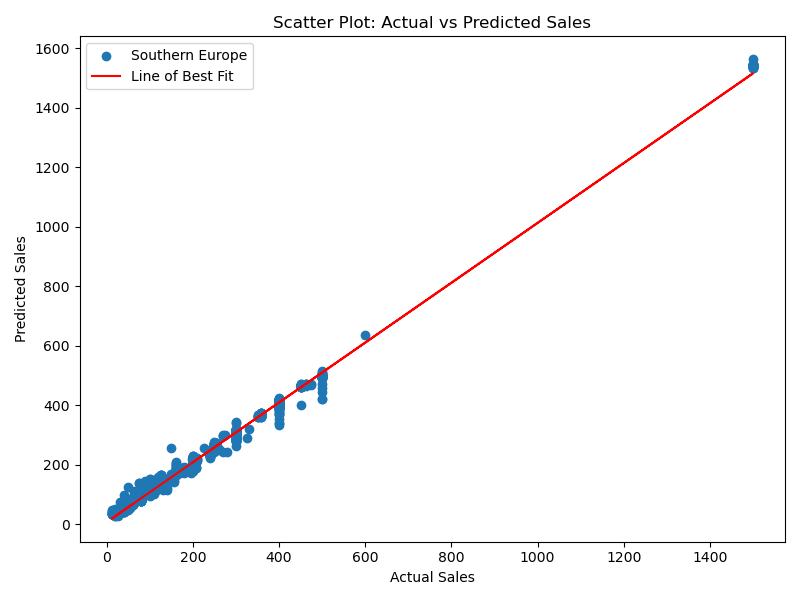 Scatter Plot: Actual vs Predicted Sales
Southern Europe
Line of Best Fit
Predicted Sales
1600
1400
1200
1000
800
600
400
200
0
0 200 400 600 800 1000 1200 1400
Actual Sales